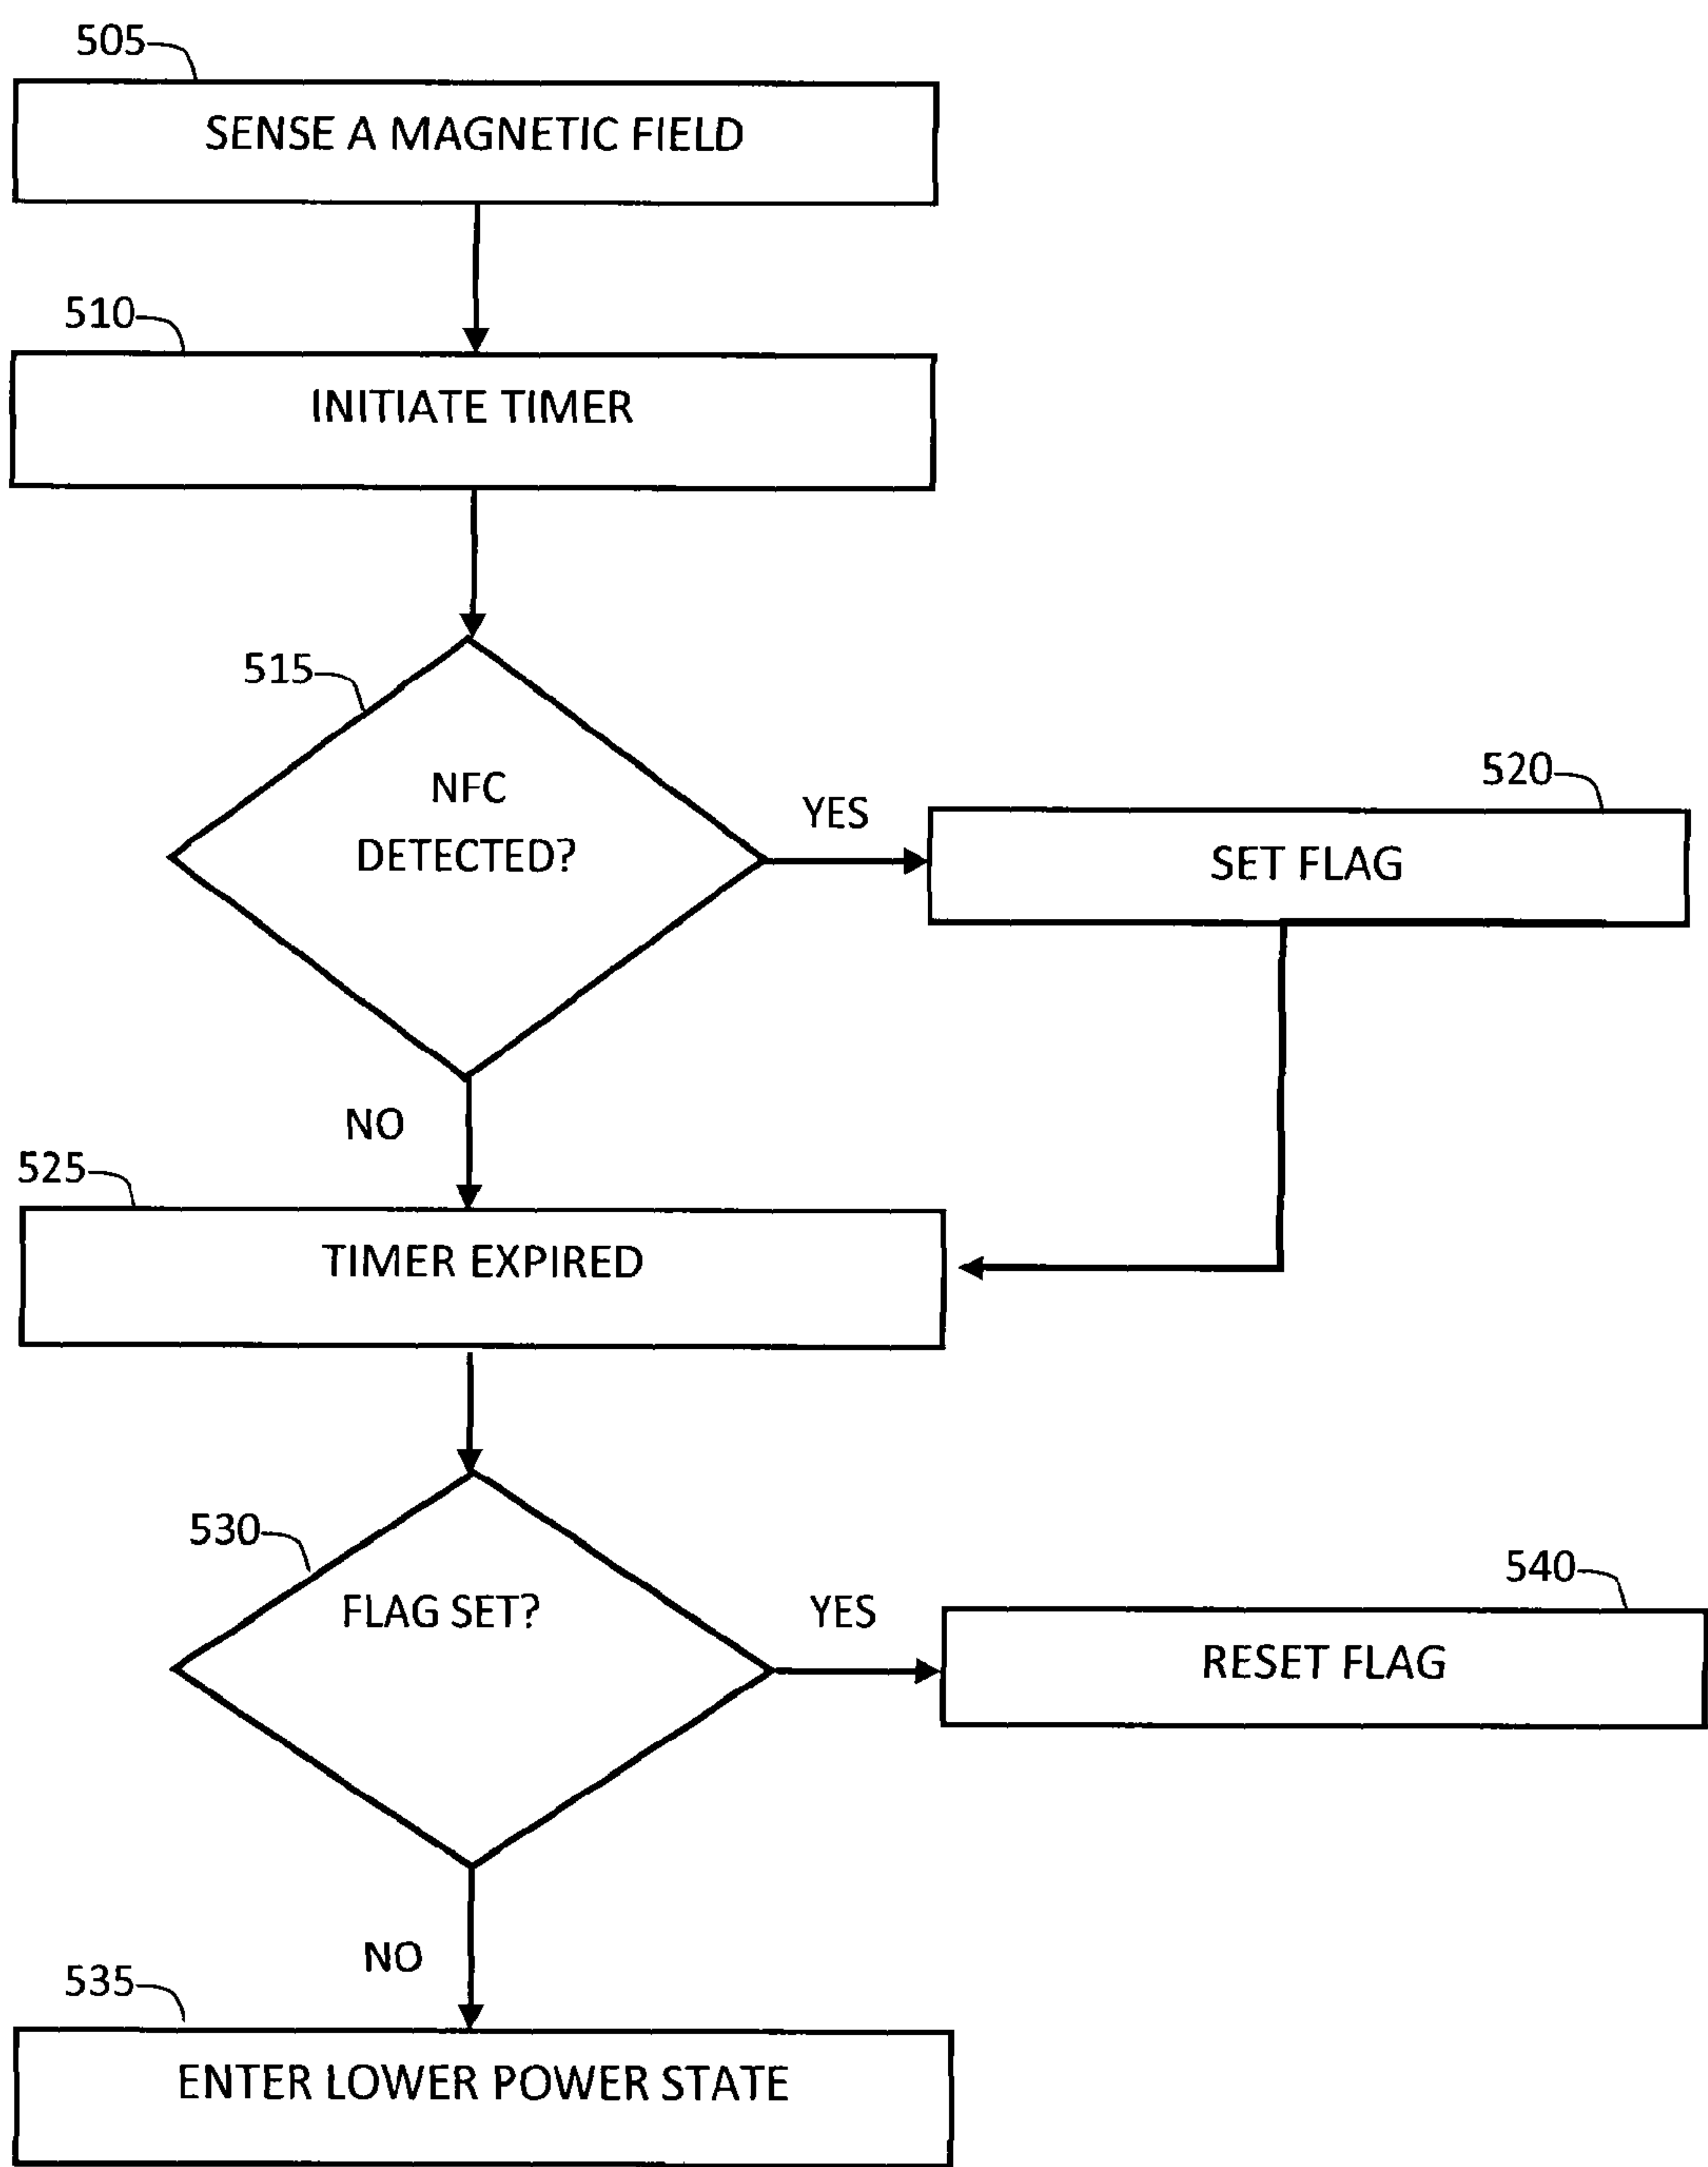 505
SENSE A MAGNETIC FIELD
510
INITIATE TIMER
515
NFC
DETECTED?
YES
520
SET FLAG
NO
525
TIMER EXPIRED
530
FLAG SET?
YES
540
RESET FLAG
NO
535
ENTER LOWER POWER STATE